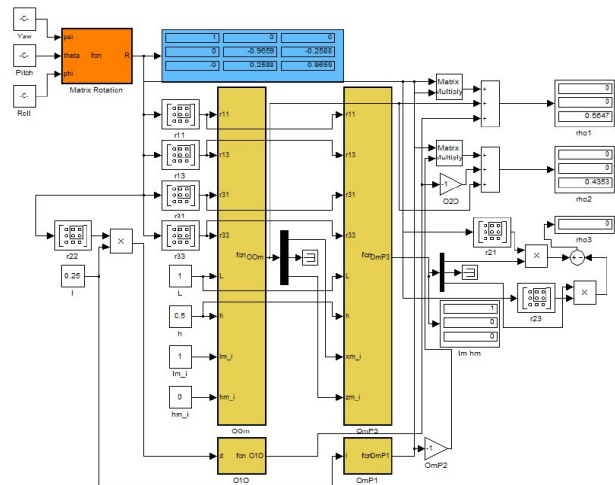 -C-
Yaw
-C-
Pitch
-C-
Roll
psi
theta fcn R
phi
Matrix Rotation
1 0 0
0 -0.9659 -0.2588
-0 0.2588 0.9659
r11
r13
r31
r33
r22
×
0.25
l
1
L
0.5
h
1
lm_i
0
hm_i
r11
r13
r31
r33
fcn OOm
L
h
lm_i
hm_i
OOm
r11
r13
r31
r33
fcn OmP3
L
h
xm_i
zm_i
OmP3
d fcn O1O
O1O
l fcn OmP1
OmP1
-1
OmP2
Matrix
Multiply
Matrix
Multiply
-1
O2O
+
+
+
+
+
+
0
0
0.5647
rho1
0
0
0.4353
rho2
0
rho3
r21
×
+ -
r23
×
1
0
0
lm hm